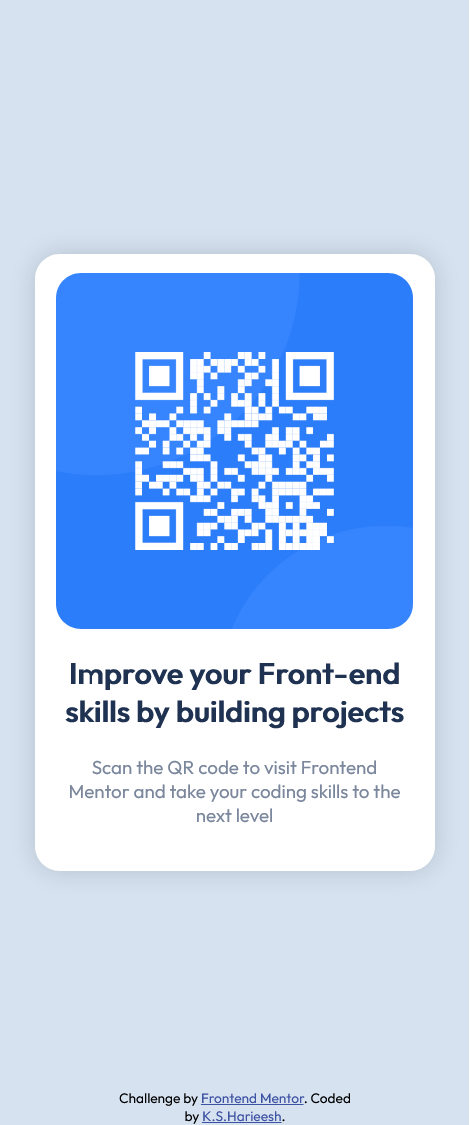 Improve your Front-end
skills by building projects
Scan the QR code to visit Frontend
Mentor and take your coding skills to the
next level
Challenge by Frontend Mentor. Coded
by K.S.Harieesh.